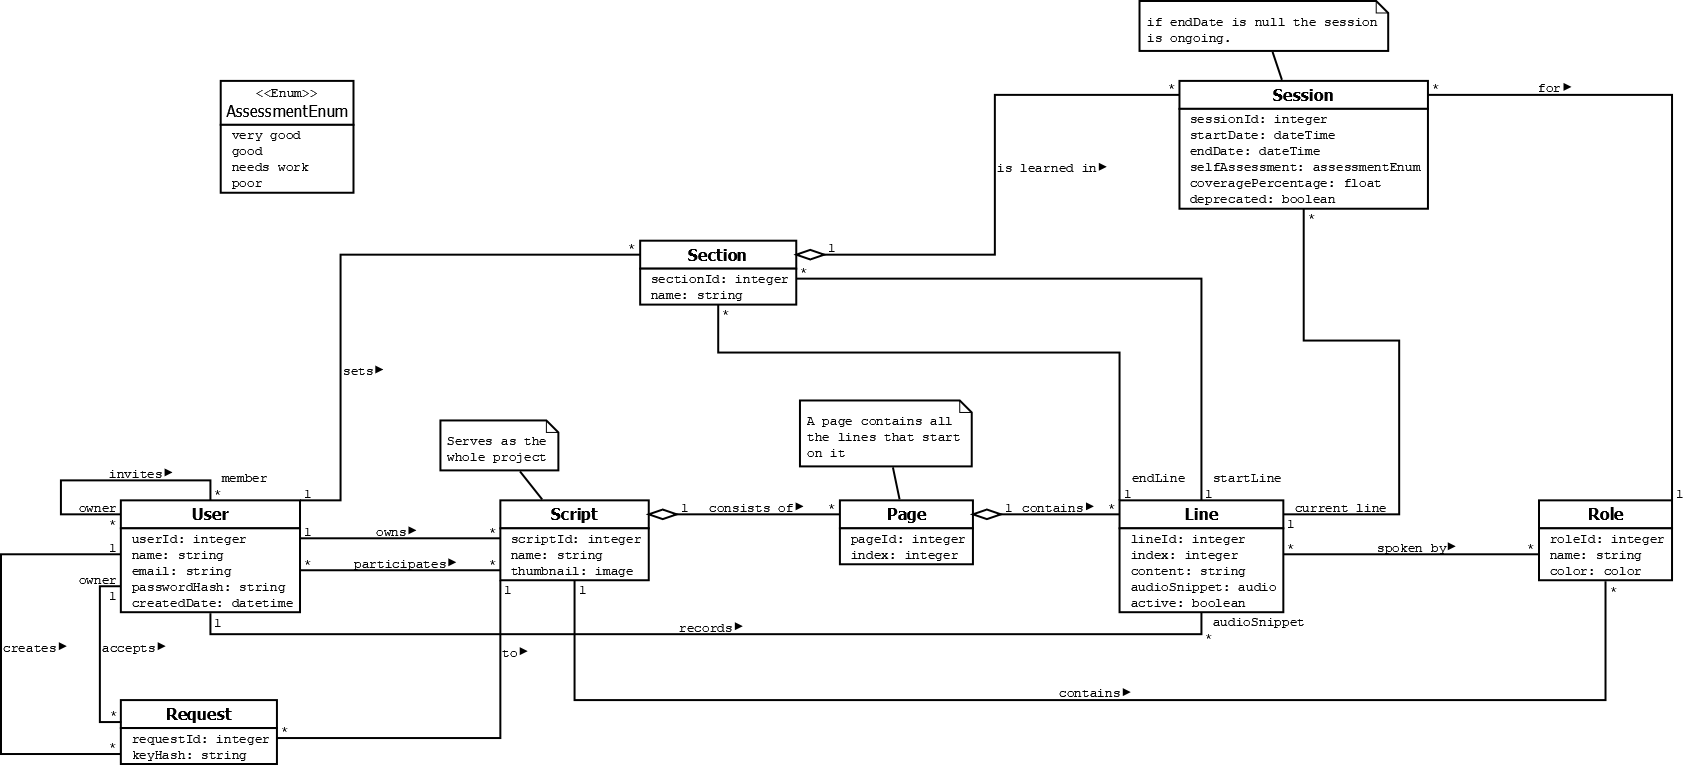 if endDate is null the session
is ongoing.
<<Enum>>
AssessmentEnum
very good
good
needs work
poor
*
Session
*
for▶
sessionId: integer
startDate: dateTime
endDate: dateTime
selfAssessment: assessmentEnum
coveragePercentage: float
deprecated: boolean
*
is learned in▶
*
Section
1
sectionId: integer
name: string
*
*
sets▶
Serves as the
whole project
A page contains all
the lines that start
on it
invites▶
member
*
owner
*
1
User
userId: integer
name: string
email: string
passwordHash: string
createdDate: datetime
1
owns▶
*
*
participates▶
*
Script
scriptId: integer
name: string
thumbnail: image
1
consists of▶
*
Page
pageId: integer
index: integer
1
contains▶
*
endLine
1
startLine
1
Line
lineId: integer
index: integer
content: string
audioSnippet: audio
active: boolean
current line
1
*
spoken by▶
*
1
Role
roleId: integer
name: string
color: color
*
1
owner
1
1
1
1
records▶
audioSnippet
*
creates▶
accepts▶
to▶
contains▶
*
*
Request
*
requestId: integer
keyHash: string